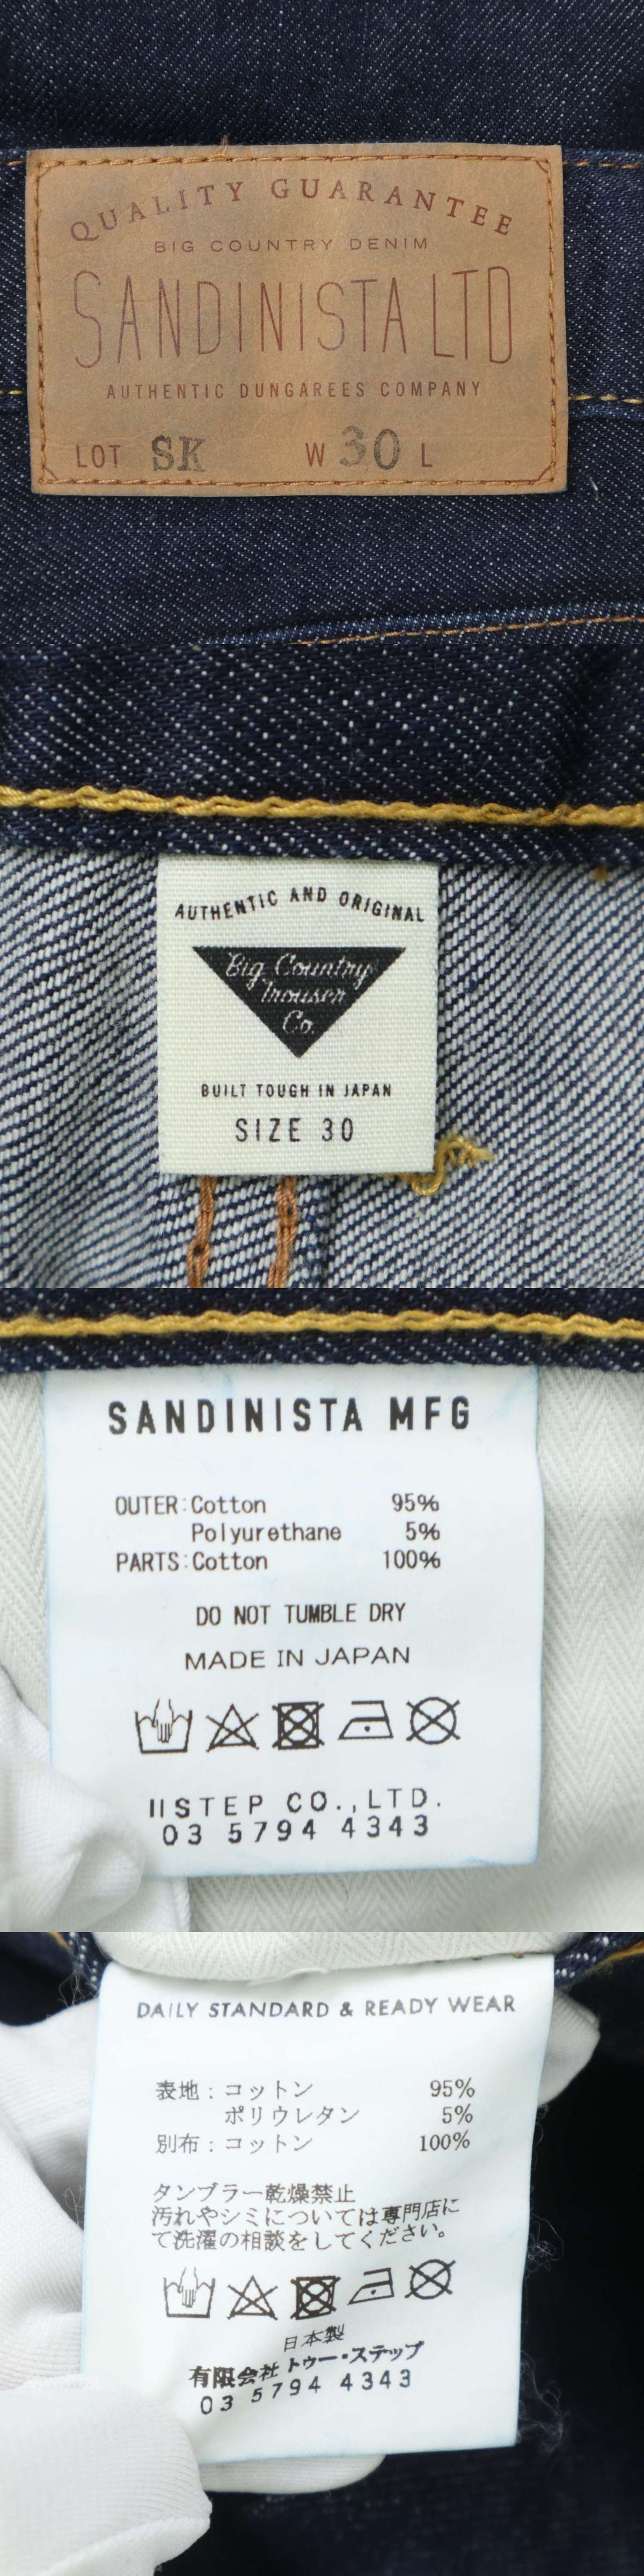 QUALITY GUARANTEE
BIG COUNTRY DENIM
SANDINISTA LTD
AUTHENTIC DUNGAREES COMPANY
LOT SK W 30 L
AUTHENTIC AND ORIGINAL
Big Country
Trouser
Co.
BUILT TOUGH IN JAPAN
SIZE 30
SANDINISTA MFG
OUTER:Cotton 95%
Polyurethane 5%
PARTS:Cotton 100%
DO NOT TUMBLE DRY
MADE IN JAPAN
IISTEP CO.,LTD.
03 5794 4343
DAILY STANDARD & READY WEAR
表地:コットン 95%
ポリウレタン 5%
別布:コットン 100%
タンブラー乾燥禁止
汚れやシミについては専門店に
て洗濯の相談をしてください。
日本製
有限会社 トゥー・ステップ
03 5794 4343